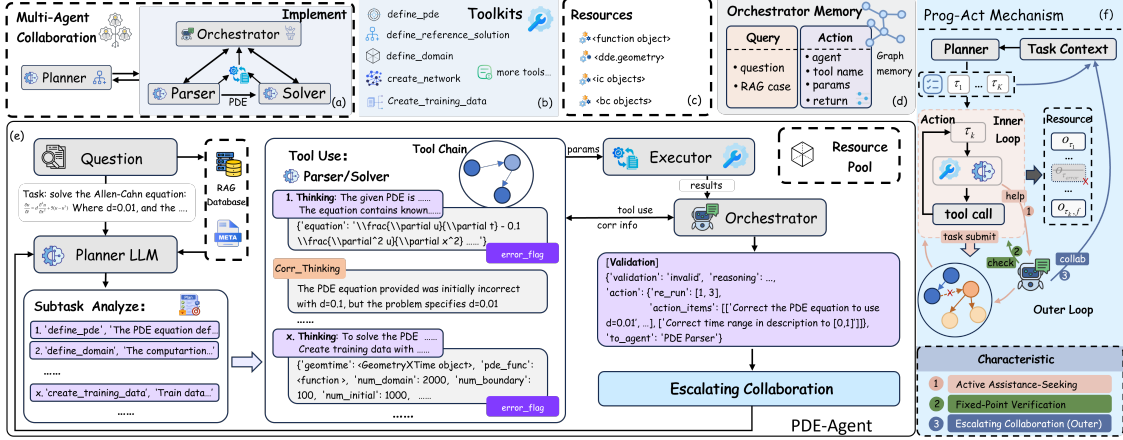 Multi-Agent
Collaboration
Implement
Orchestrator
Planner
Parser
PDE
Solver
(a)
define_pde
define_reference_solution
define_domain
create_network
Create_training_data
Toolkits
more tools...
(b)
Resources
<function object>
<dde.geometry>
<ic objects>
<bc objects>
(c)
Orchestrator Memory
Query
• question
• RAG case
Action
• agent
• tool name
• params
• return
Graph
memory
(d)
Prog-Act Mechanism
(f)
Planner
Task Context
τ1 ... τK
Action
Inner
Loop
τk
tool call
help
1
Resource
Oτ1
...
...
Oτk,f
task submit
check
2
collab
3
Outer Loop
Characteristic
1 Active Assistance-Seeking
2 Fixed-Point Verification
3 Escalating Collaboration (Outer)
(e)
Question
Task: solve the Allen-Cahn equation:
Where d=0.01, and the ....
RAG
Database
META
Planner LLM
Subtask Analyze:
1. 'define_pde', 'The PDE equation def...'
2. 'define_domain', 'The computartion...'
......
x. 'create_training_data', 'Train data...'
......
Tool Use:
Parser/Solver
Tool Chain
1. Thinking: The given PDE is ......
The equation contains known......
{'equation': '\\frac{\\partial u}{\\partial t} - 0.1
\\frac{\\partial^2 u}{\\partial x^2} ......'}
error_flag
Corr_Thinking
The PDE equation provided was initially incorrect
with d=0.1, but the problem specifies d=0.01
......
x. Thinking: To solve the PDE ......
Create training data with ......
{'geomtime': <GeometryXTime object>, 'pde_func':
<function >, 'num_domain': 2000, 'num_boundary':
100, 'num_initial': 1000, ......
error_flag
......
params
Executor
results
Resource
Pool
tool use
corr info
Orchestrator
[Validation]
{'validation': 'invalid', 'reasoning': ...,
'action': {'re_run': [1, 3],
'action_items': [['Correct the PDE equation to use
d=0.01', ...], ['Correct time range in description to [0,1]']]},
'to_agent': 'PDE Parser'}
Escalating Collaboration
PDE-Agent